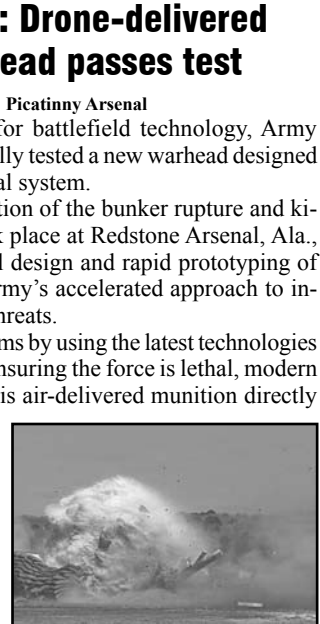 : Drone-delivered
ead passes test
Picatinny Arsenal
for battlefield technology, Army
lly tested a new warhead designed
al system.
tion of the bunker rupture and ki-
k place at Redstone Arsenal, Ala.,
l design and rapid prototyping of
rmy’s accelerated approach to in-
hreats.
ms by using the latest technologies
nsuring the force is lethal, modern
is air-delivered munition directly